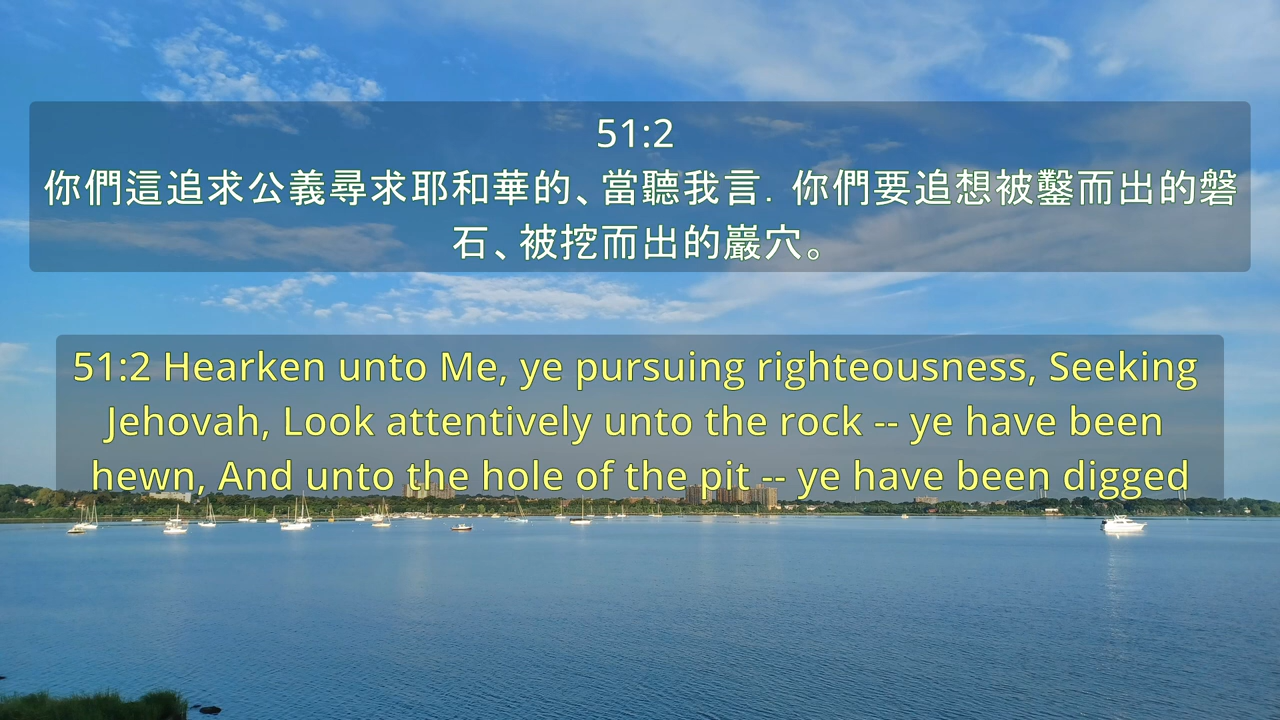 51:2
你們這追求公義尋求耶和華的、當聽我言．你們要追想被鑿而出的磐
石、被挖而出的巖穴。
51:2 Hearken unto Me, ye pursuing righteousness, Seeking
Jehovah, Look attentively unto the rock -- ye have been
hewn, And unto the hole of the pit -- ye have been digged